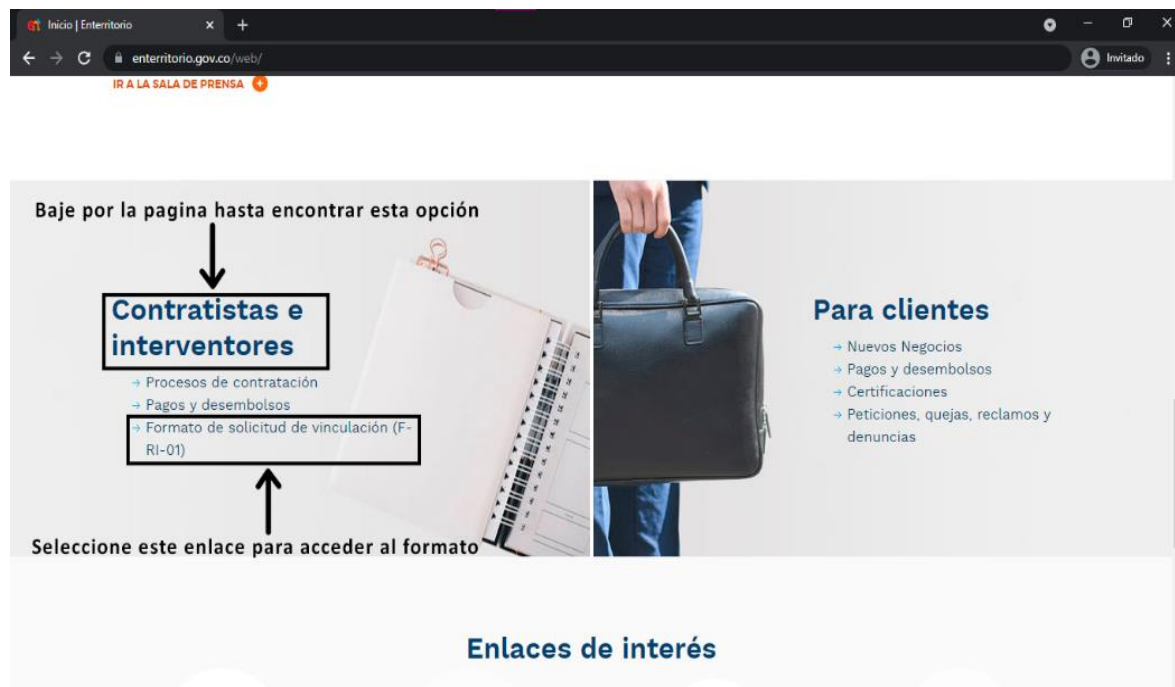 Inicio | Enterritorio
enterritorio.gov.co/web/
Invitado
IR A LA SALA DE PRENSA
Baje por la pagina hasta encontrar esta opción
Contratistas e
interventores
Procesos de contratación
Pagos y desembolsos
Formato de solicitud de vinculación (F-
RI-01)
Seleccione este enlace para acceder al formato
Para clientes
Nuevos Negocios
Pagos y desembolsos
Certificaciones
Peticiones, quejas, reclamos y
denuncias
Enlaces de interés